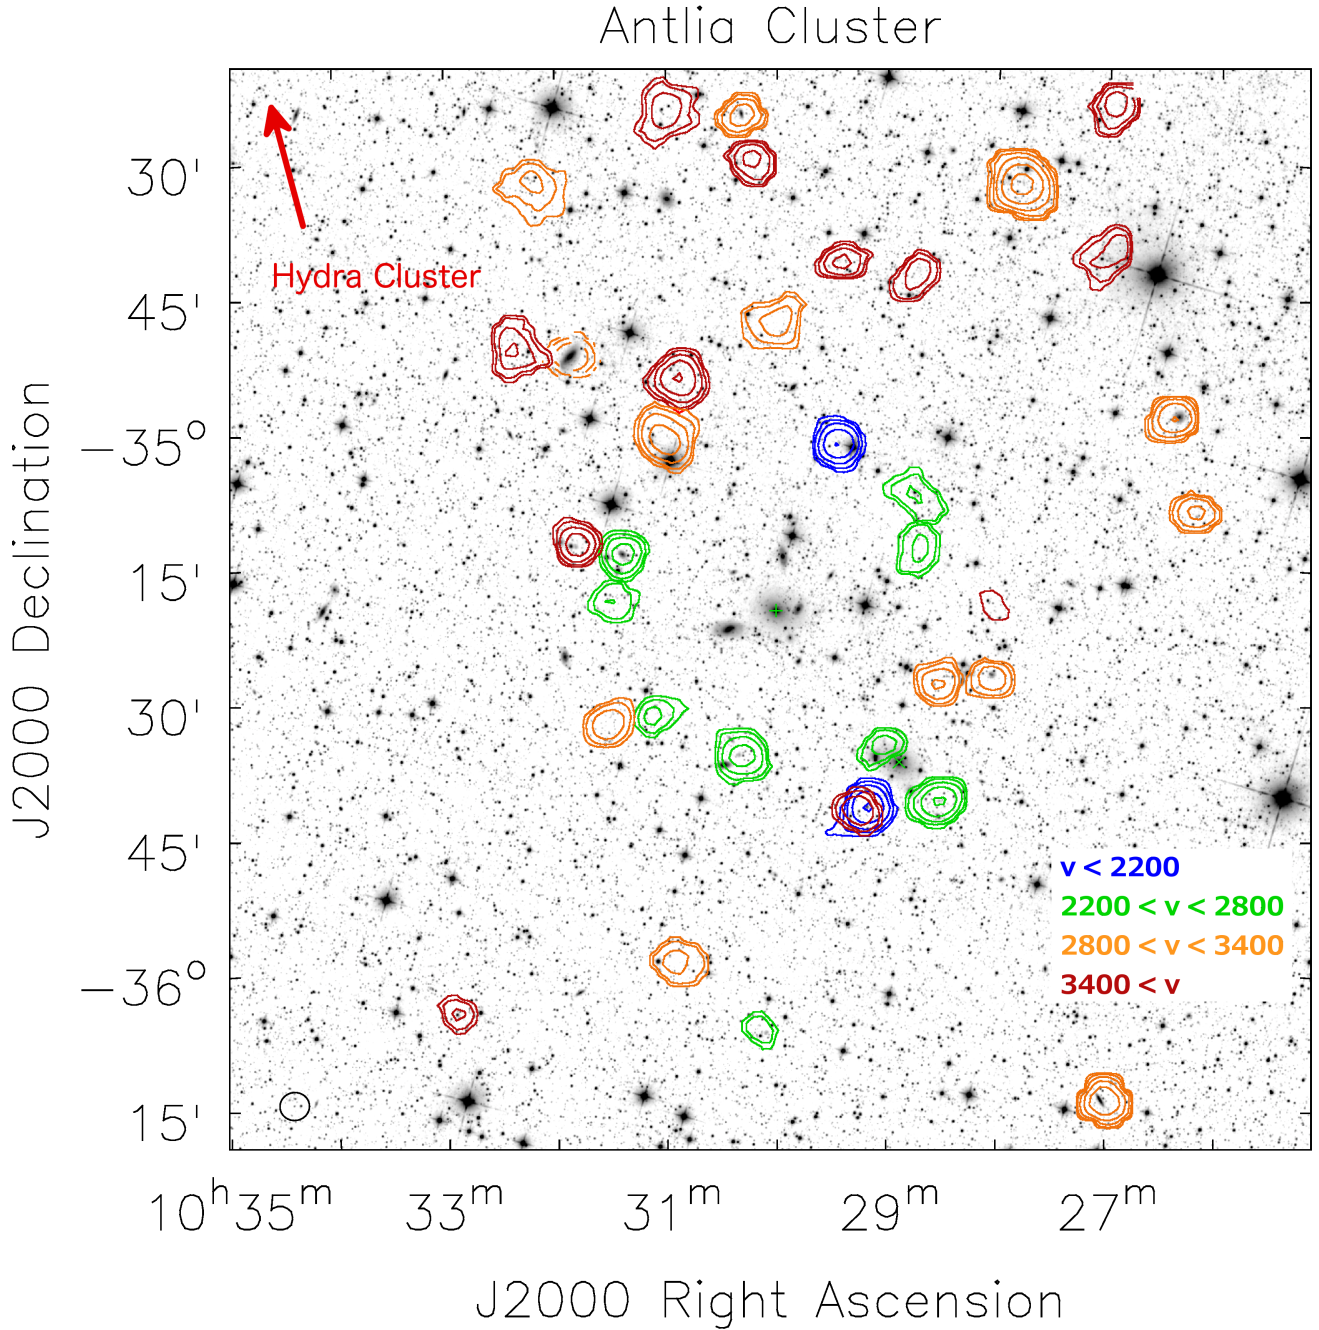 Antlia Cluster
30'
Hydra Cluster
45'
−35°
15'
30'
45'
v < 2200
2200 < v < 2800
2800 < v < 3400
3400 < v
−36°
15'
J2000 Declination
10h35m 33m 31m 29m 27m
J2000 Right Ascension